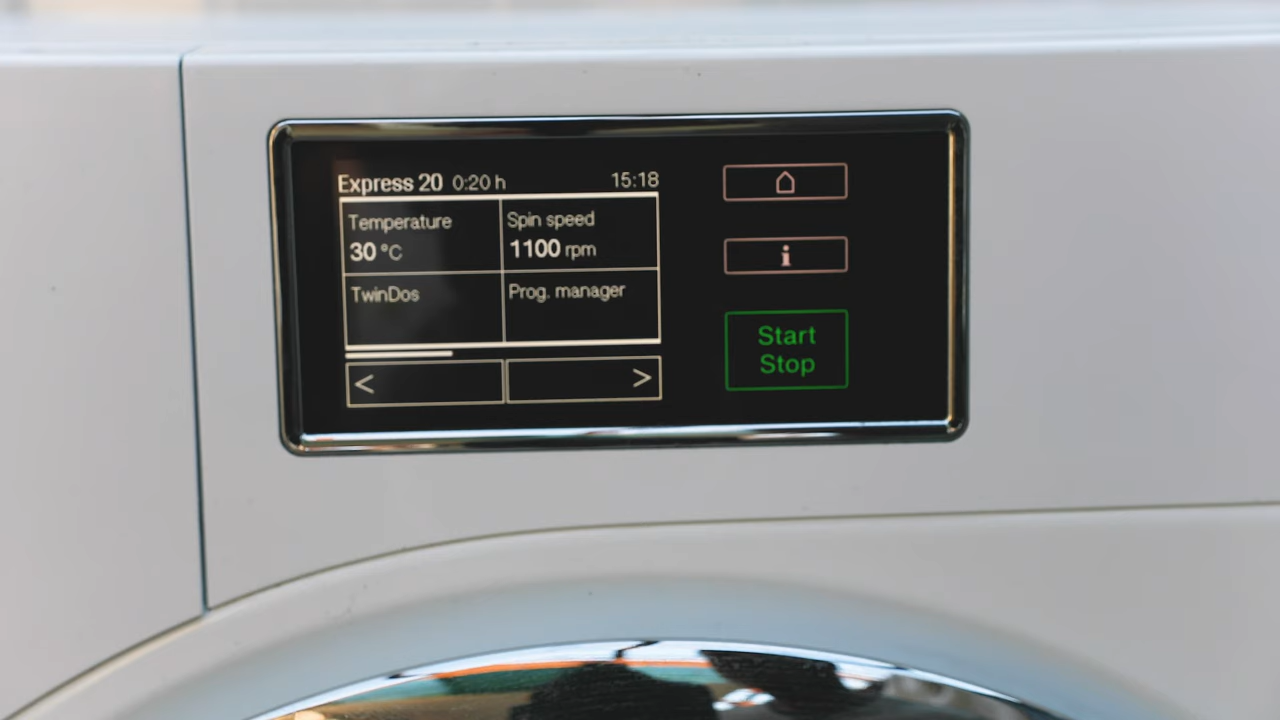 Express 20 0:20 h 15:18
Temperature Spin speed
30 °C 1100 rpm
TwinDos Prog. manager
< >
i
Start
Stop